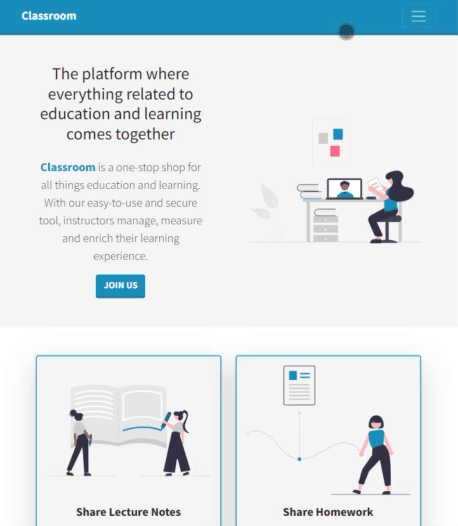 Classroom
The platform where
everything related to
education and learning
comes together
Classroom is a one-stop shop for
all things education and learning.
With our easy-to-use and secure
tool, instructors manage, measure
and enrich their learning
experience.
JOIN US
Share Lecture Notes
Share Homework